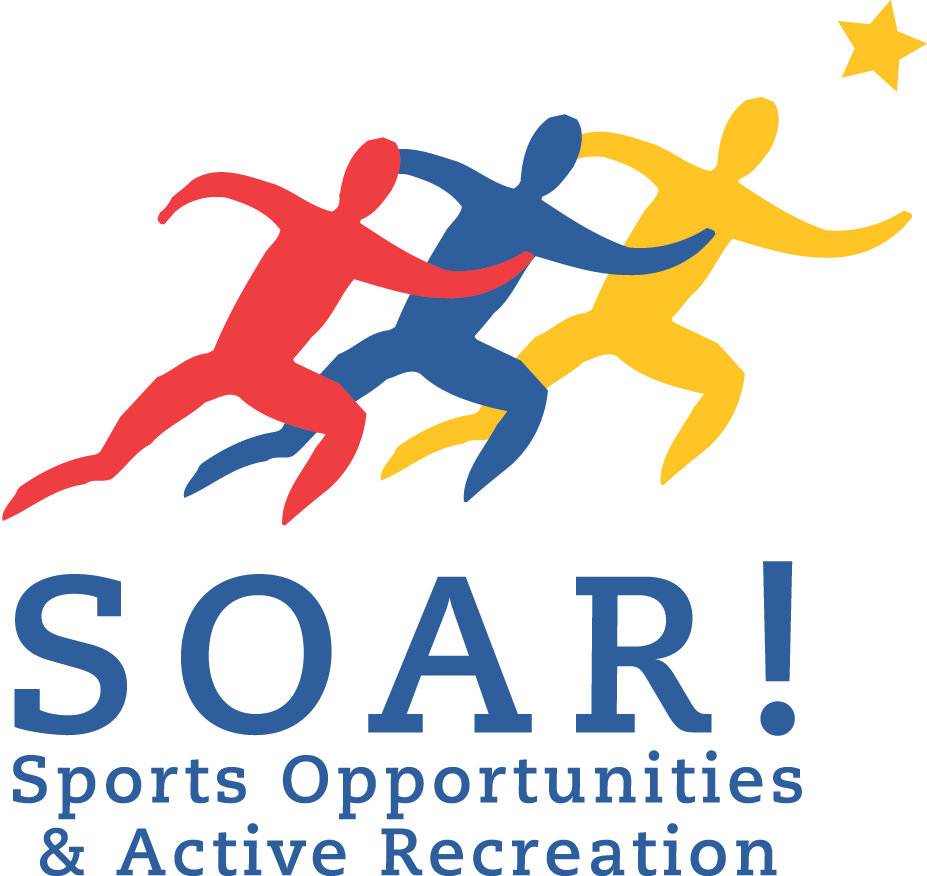 SOAR!
Sports Opportunities
& Active Recreation